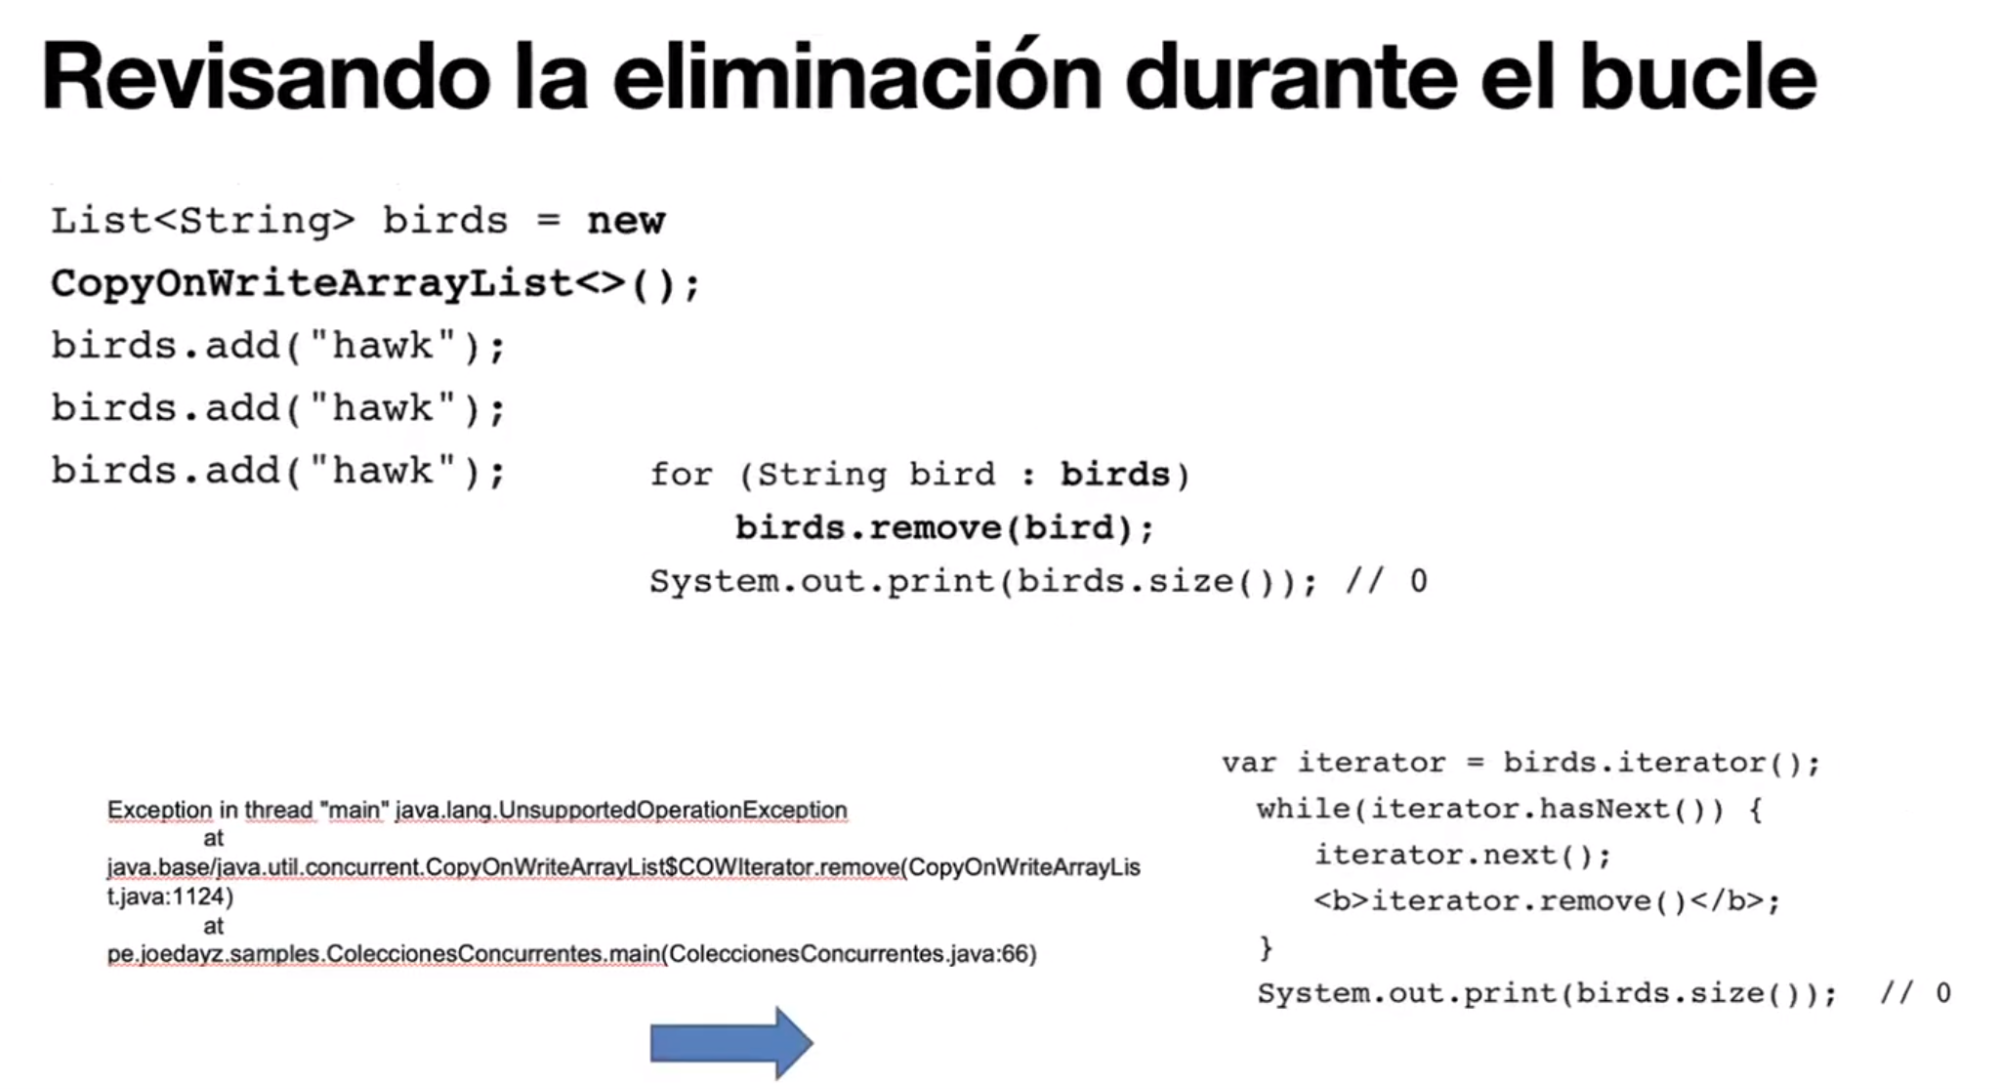 Revisando la eliminación durante el bucle
List<String> birds = new
CopyOnWriteArrayList<>();
birds.add("hawk");
birds.add("hawk");
birds.add("hawk");
for (String bird : birds)
birds.remove(bird);
System.out.print(birds.size()); // 0
Exception in thread "main" java.lang.UnsupportedOperationException
at
java.base/java.util.concurrent.CopyOnWriteArrayList$COWIterator.remove(CopyOnWriteArrayLis
t.java:1124)
at
pe.joedayz.samples.ColeccionesConcurrentes.main(ColeccionesConcurrentes.java:66)
var iterator = birds.iterator();
while(iterator.hasNext()) {
iterator.next();
<b>iterator.remove()</b>;
}
System.out.print(birds.size()); // 0